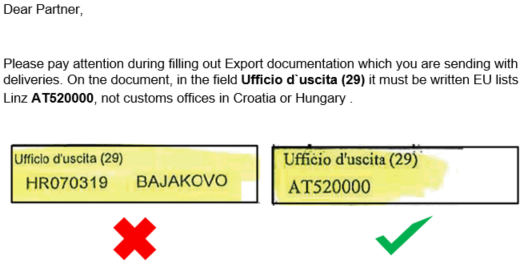 Dear Partner,
Please pay attention during filling out Export documentation which you are sending with
deliveries. On tne document, in the field Ufficio d`uscita (29) it must be written EU lists
Linz AT520000, not customs offices in Croatia or Hungary .
Ufficio d'uscita (29)
HR070319 BAJAKOVO
Ufficio d'uscita (29)
AT520000